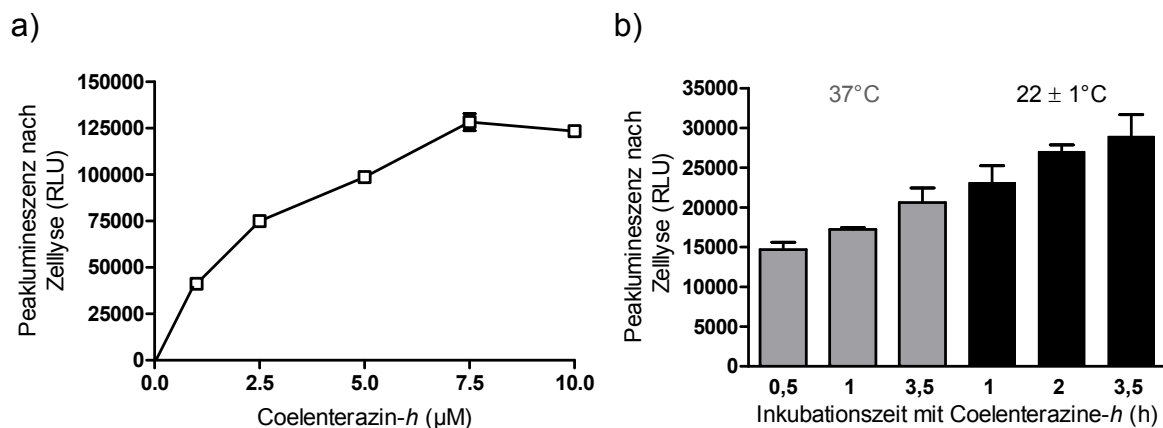 a)
Peaklumineszenz nach
Zelllyse (RLU)
150000
125000
100000
75000
50000
25000
0
0.0 2.5 5.0 7.5 10.0
Coelenterazin-h (µM)
b)
Peaklumineszenz nach
Zelllyse (RLU)
35000
30000
25000
20000
15000
10000
5000
0
37°C 22 ± 1°C
0,5 1 3,5 1 2 3,5
Inkubationszeit mit Coelenterazine-h (h)